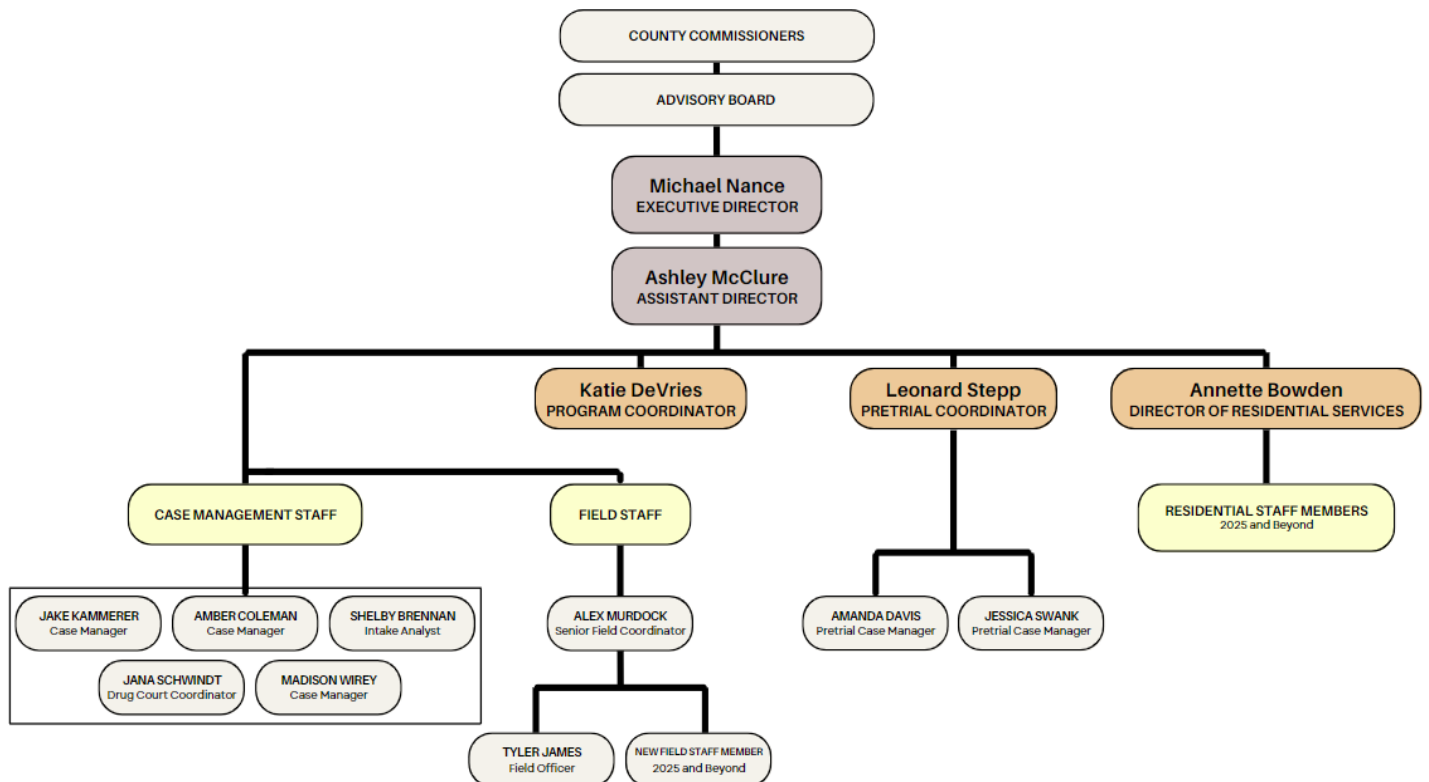 COUNTY COMMISSIONERS
ADVISORY BOARD
Michael Nance
EXECUTIVE DIRECTOR
Ashley McClure
ASSISTANT DIRECTOR
Katie DeVries
PROGRAM COORDINATOR
Leonard Stepp
PRETRIAL COORDINATOR
Annette Bowden
DIRECTOR OF RESIDENTIAL SERVICES
CASE MANAGEMENT STAFF
FIELD STAFF
RESIDENTIAL STAFF MEMBERS
2025 and Beyond
JAKE KAMMERER
Case Manager
AMBER COLEMAN
Case Manager
SHELBY BRENNAN
Intake Analyst
JANA SCHWINDT
Drug Court Coordinator
MADISON WIREY
Case Manager
ALEX MURDOCK
Senior Field Coordinator
AMANDA DAVIS
Pretrial Case Manager
JESSICA SWANK
Pretrial Case Manager
TYLER JAMES
Field Officer
NEW FIELD STAFF MEMBER
2025 and Beyond